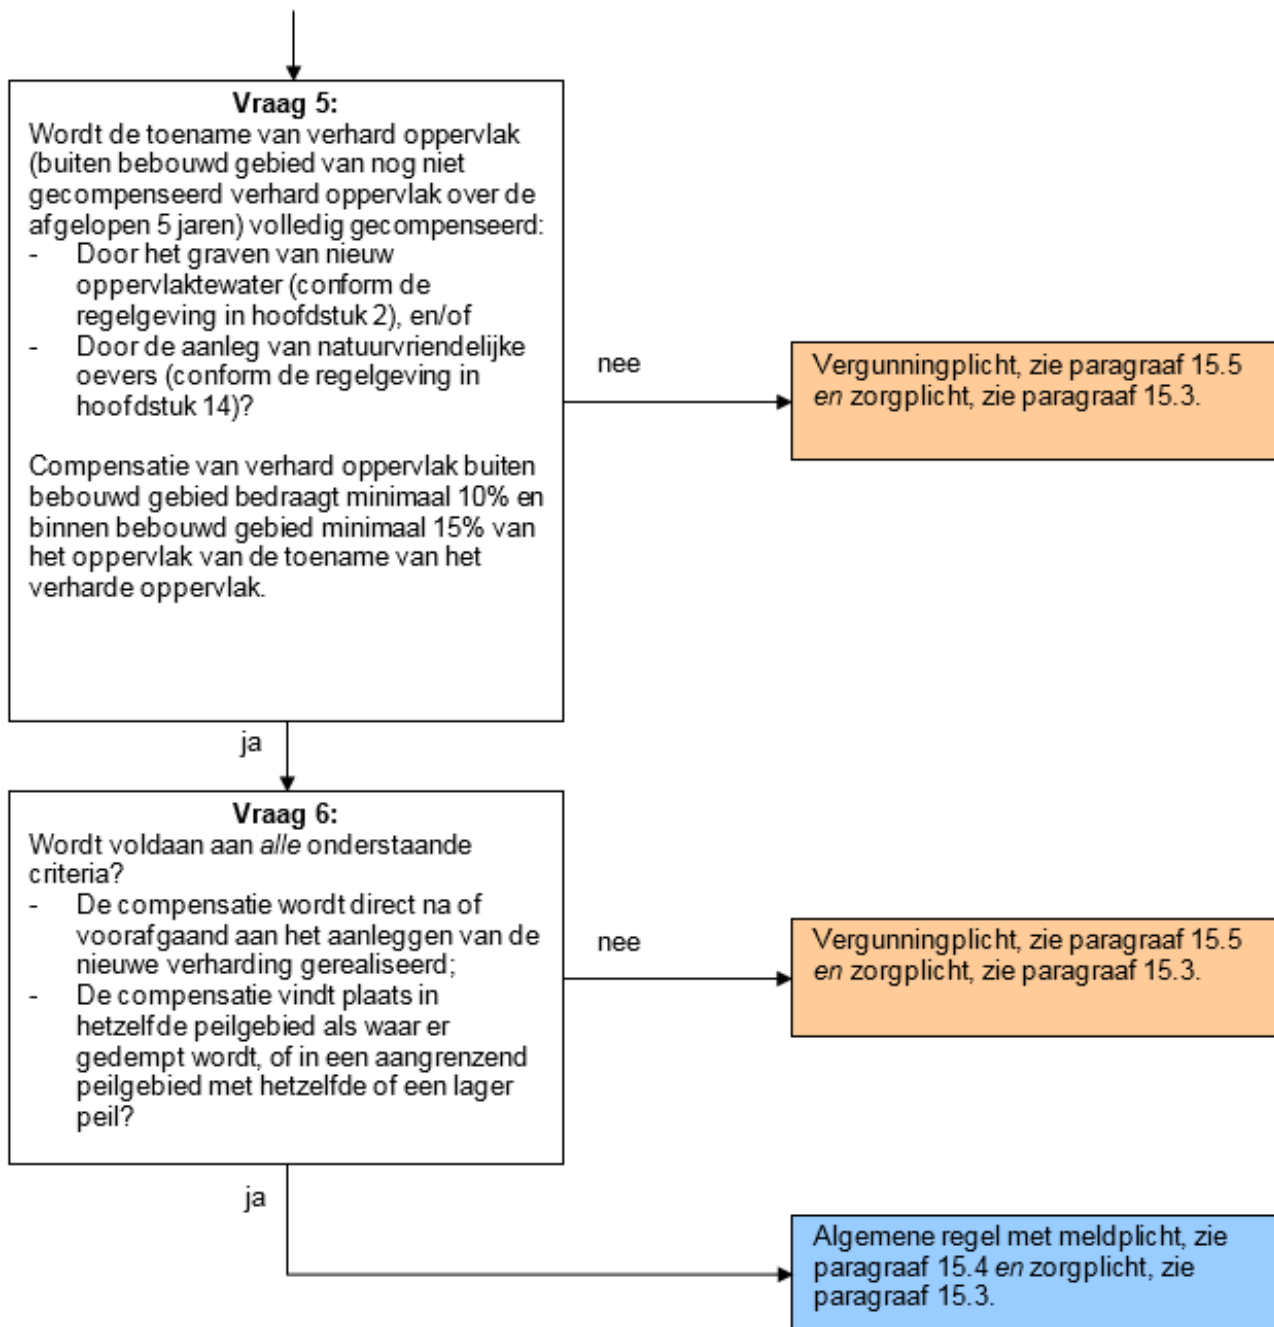 Vraag 5:
Wordt de toename van verhard oppervlak
(buiten bebouwd gebied van nog niet
gecompenseerd verhard oppervlak over de
afgelopen 5 jaren) volledig gecompenseerd:
- Door het graven van nieuw
oppervlaktewater (conform de
regelgeving in hoofdstuk 2), en/of
- Door de aanleg van natuurvriendelijke
oevers (conform de regelgeving in
hoofdstuk 14)?
Compensatie van verhard oppervlak buiten
bebouwd gebied bedraagt minimaal 10% en
binnen bebouwd gebied minimaal 15% van
het oppervlak van de toename van het
verharde oppervlak.
nee
Vergunningplicht, zie paragraaf 15.5
en zorgplicht, zie paragraaf 15.3.
ja
Vraag 6:
Wordt voldaan aan alle onderstaande
criteria?
- De compensatie wordt direct na of
voorafgaand aan het aanleggen van de
nieuwe verharding gerealiseerd;
- De compensatie vindt plaats in
hetzelfde peilgebied als waar er
gedempt wordt, of in een aangrenzend
peilgebied met hetzelfde of een lager
peil?
nee
Vergunningplicht, zie paragraaf 15.5
en zorgplicht, zie paragraaf 15.3.
ja
Algemene regel met meldplicht, zie
paragraaf 15.4 en zorgplicht, zie
paragraaf 15.3.